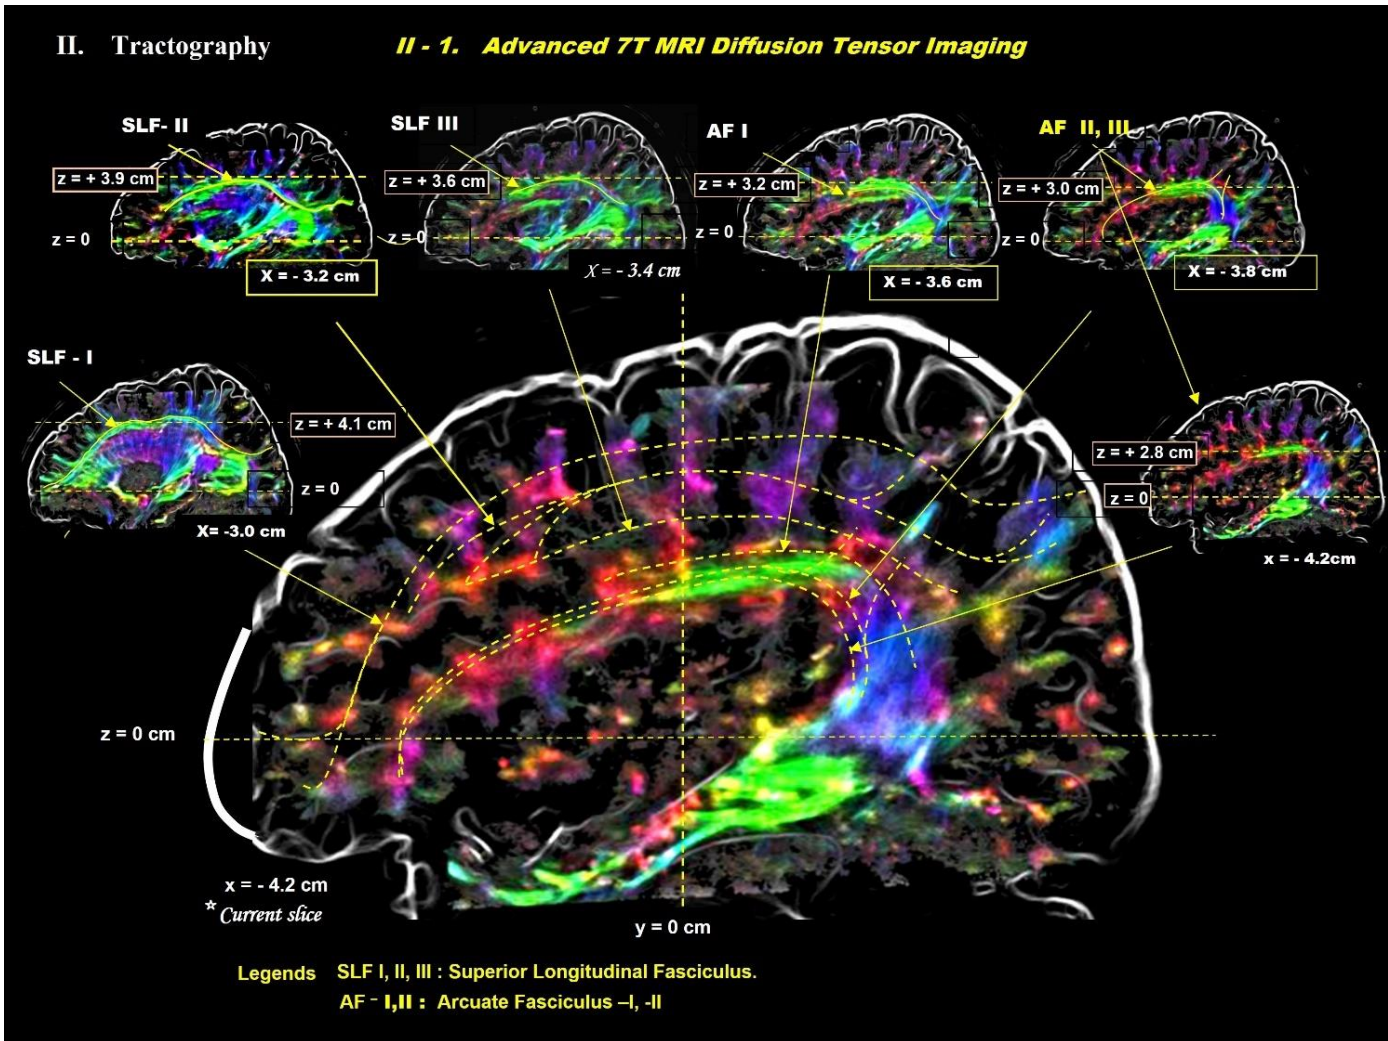 II. Tractography
II - 1. Advanced 7T MRI Diffusion Tensor Imaging
SLF- II
z = + 3.9 cm
z = 0
X = - 3.2 cm
SLF III
z = + 3.6 cm
z = 0
X = - 3.4 cm
AF I
z = + 3.2 cm
z = 0
X = - 3.6 cm
AF II, III
z = + 3.0 cm
z = 0
X = - 3.8 cm
SLF - I
z = + 4.1 cm
z = 0
X= -3.0 cm
z = + 2.8 cm
z = 0
x = - 4.2cm
z = 0 cm
x = - 4.2 cm
☆ Current slice
y = 0 cm
Legends SLF I, II, III : Superior Longitudinal Fasciculus.
AF - I,II : Arcuate Fasciculus –I, -II